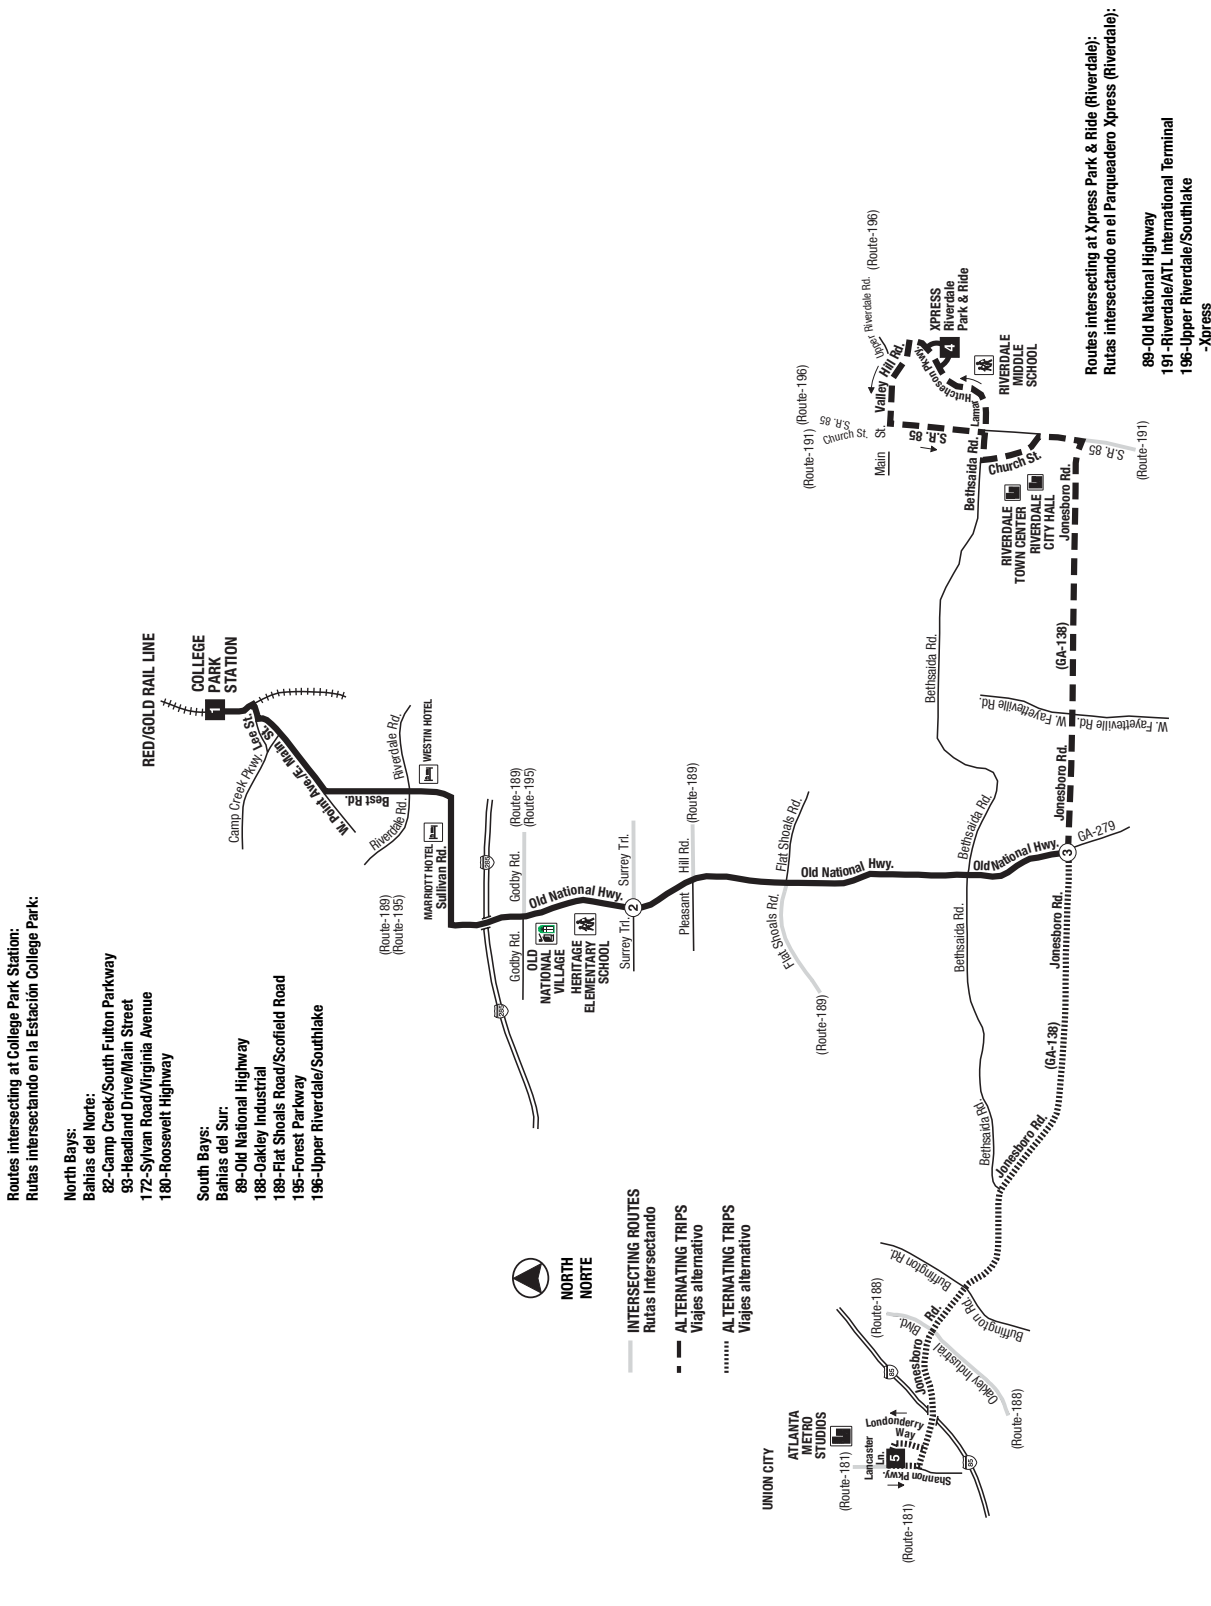 Routes intersecting at College Park Station:
Rutas intersectando en la Estación College Park:
North Bays:
Bahias del Norte:
82-Camp Creek/South Fulton Parkway
93-Headland Drive/Main Street
172-Sylvan Road/Virginia Avenue
180-Roosevelt Highway
South Bays:
Bahias del Sur:
89-Old National Highway
188-Oakley Industrial
189-Flat Shoals Road/Scofield Road
195-Forest Parkway
196-Upper Riverdale/Southlake
RED/GOLD RAIL LINE
COLLEGE
PARK
STATION
1
Lee St.
Camp Creek Pkwy.
W. Point Ave./E. Main St.
Best Rd.
Riverdale Rd.
Riverdale Rd.
WESTIN HOTEL
MARRIOTT HOTEL
Sullivan Rd.
(Route-189)
(Route-195)
285
285
(Route-189)
(Route-195)
Godby Rd.
Godby Rd.
Old National Hwy.
OLD
NATIONAL
VILLAGE
HERITAGE
ELEMENTARY
SCHOOL
Surrey Trl.
2
Surrey Trl.
Pleasant
Hill Rd.
(Route-189)
Flat Shoals Rd.
Flat Shoals Rd.
(Route-189)
Old National Hwy.
Bethsaida Rd.
Bethsaida Rd.
Bethsaida Rd.
Bethsaida Rd.
Old National Hwy.
3
GA-279
Jonesboro Rd.
(GA-138)
Jonesboro Rd.
Jonesboro Rd.
W. Fayetteville Rd.
W. Fayetteville Rd.
(GA-138)
Jonesboro Rd.
S.R. 85
(Route-191)
Church St.
RIVERDALE
TOWN CENTER
RIVERDALE
CITY HALL
Bethsaida Rd.
Lamar
Hutcheson Pkwy.
RIVERDALE
MIDDLE
SCHOOL
4
XPRESS
Riverdale
Park & Ride
Valley Hill Rd.
Upper Riverdale Rd.
(Route-196)
S.R. 85
Main
St.
Church St.
S.R. 85
(Route-191)
(Route-196)
Routes intersecting at Xpress Park & Ride (Riverdale):
Rutas intersectando en el Parqueadero Xpress (Riverdale):
89-Old National Highway
191-Riverdale/ATL International Terminal
196-Upper Riverdale/Southlake
-Xpress
NORTH
NORTE
INTERSECTING ROUTES
Rutas Intersectando
ALTERNATING TRIPS
Viajes alternativo
ALTERNATING TRIPS
Viajes alternativo
Buffington Rd.
Buffington Rd.
Jonesboro Rd.
Oakley Industrial Blvd.
(Route-188)
(Route-188)
85
85
UNION CITY
ATLANTA
METRO
STUDIOS
Londonderry
Way
Lancaster
Ln.
5
Shannon Pkwy.
(Route-181)
(Route-181)